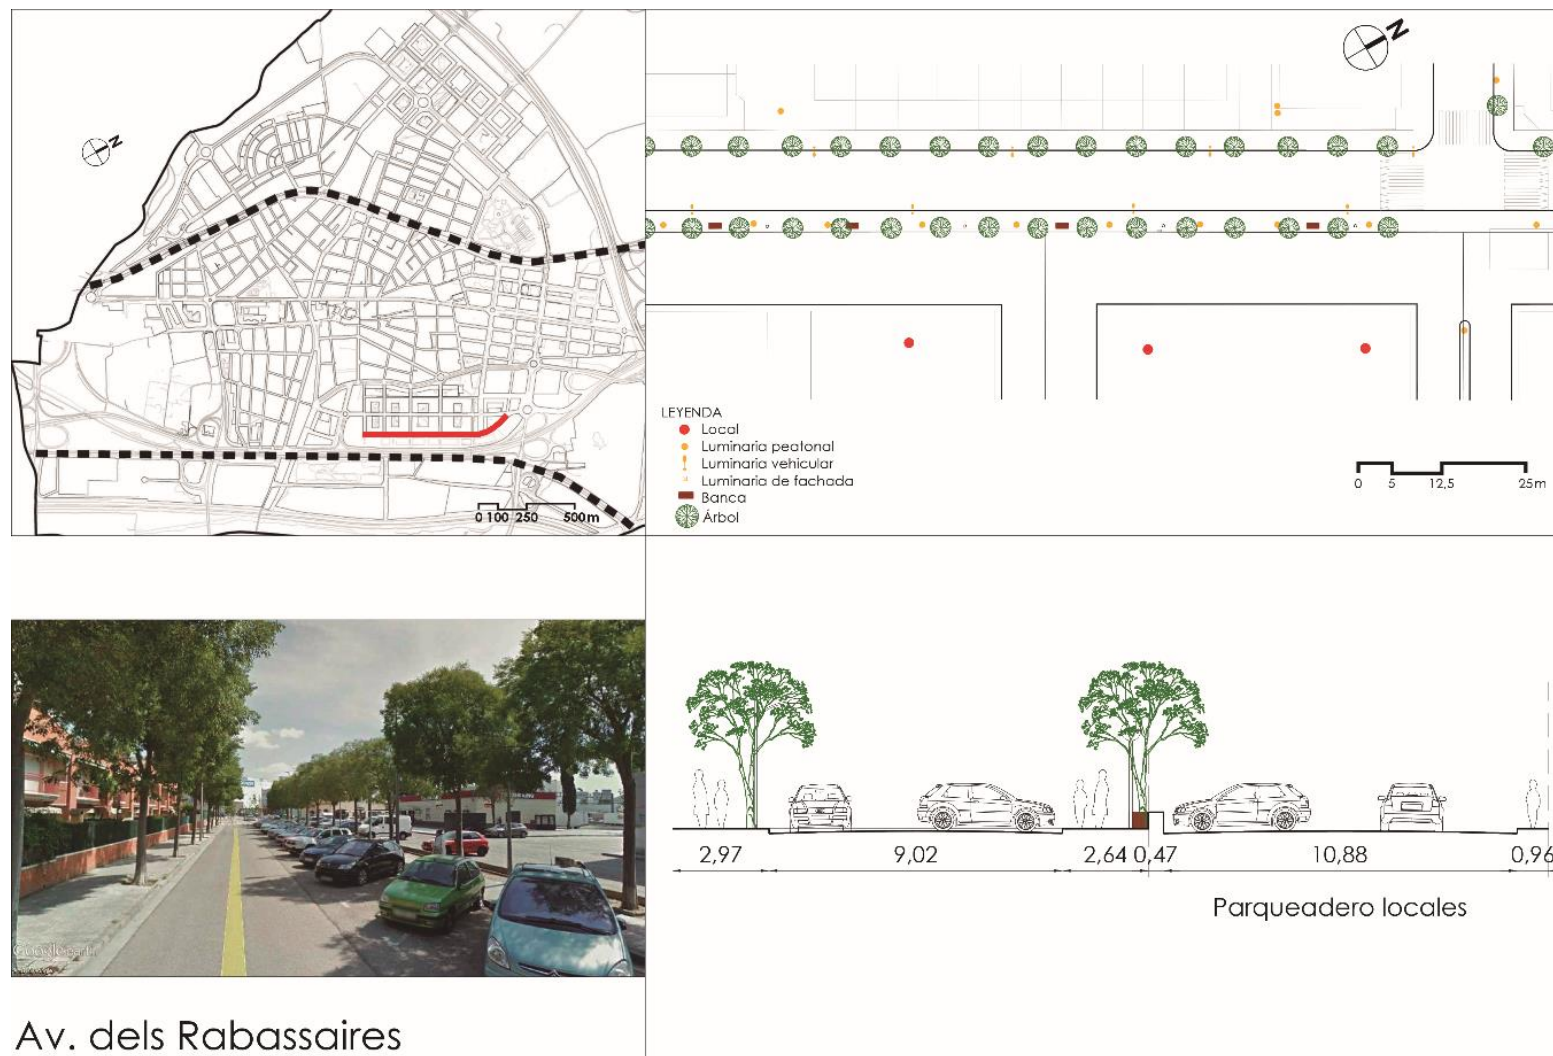 N
0 100 250 500m
N
LEYENDA
Local
Luminaria peatonal
Luminaria vehicular
Luminaria de fachada
Banca
Árbol
0 5 12,5 25m
Av. dels Rabassaires
2,97 9,02 2,64 0,47 10,88 0,96
Parqueadero locales